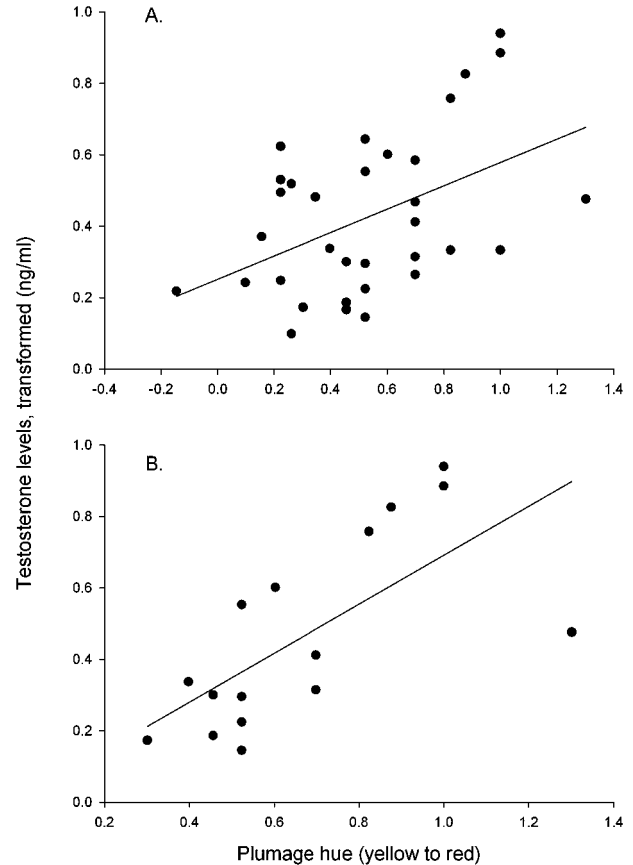 A.
1.0
0.8
0.6
0.4
0.2
0.0
-0.4 -0.2 0.0 0.2 0.4 0.6 0.8 1.0 1.2 1.4
Testosterone levels, transformed (ng/ml)
B.
1.0
0.8
0.6
0.4
0.2
0.0
0.2 0.4 0.6 0.8 1.0 1.2 1.4
Plumage hue (yellow to red)